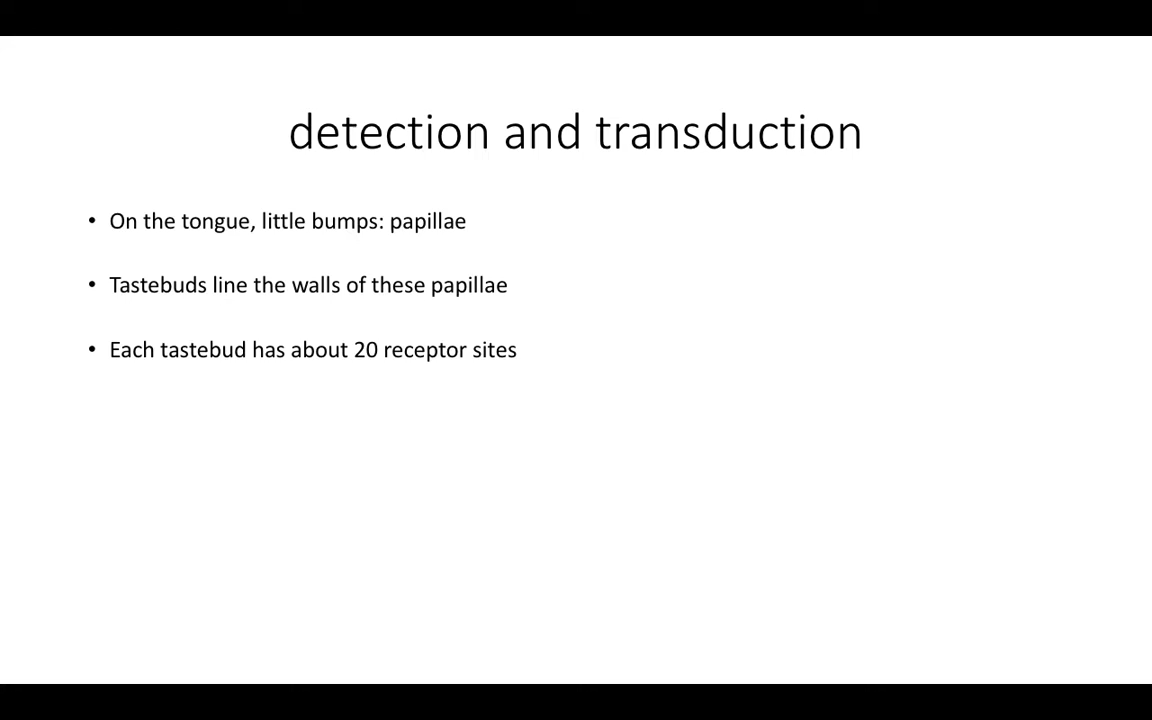 detection and transduction
• On the tongue, little bumps: papillae
• Tastebuds line the walls of these papillae
• Each tastebud has about 20 receptor sites